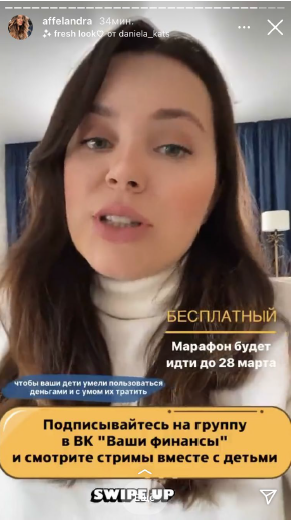 affelandra 34мин.
fresh look от daniela_kats
БЕСПЛАТНЫЙ
Марафон будет
идти до 28 марта
чтобы ваши дети умели пользоваться
деньгами и с умом их тратить
Подписывайтесь на группу
в ВК "Ваши финансы"
и смотрите стримы вместе с детьми
SWIPE UP